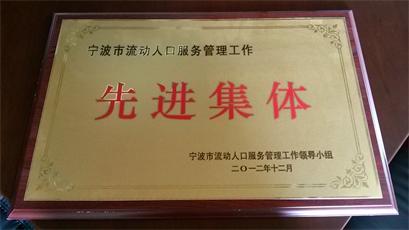 宁波市流动人口服务管理工作
先进集体
宁波市流动人口服务管理工作领导小组
二〇一二年十二月